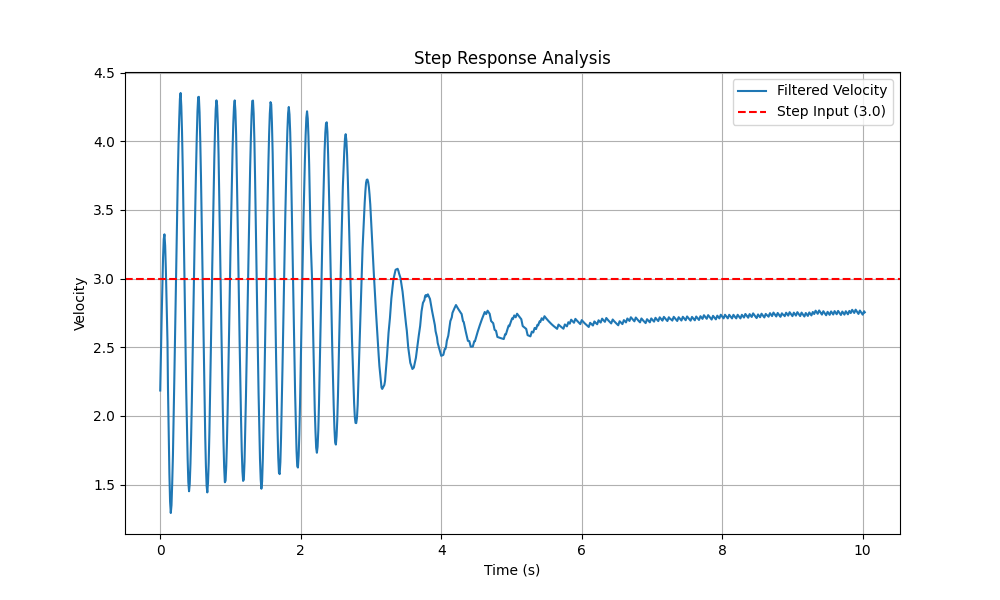 Step Response Analysis
Filtered Velocity
Step Input (3.0)
4.5
4.0
3.5
3.0
2.5
2.0
1.5
Velocity
0 2 4 6 8 10
Time (s)